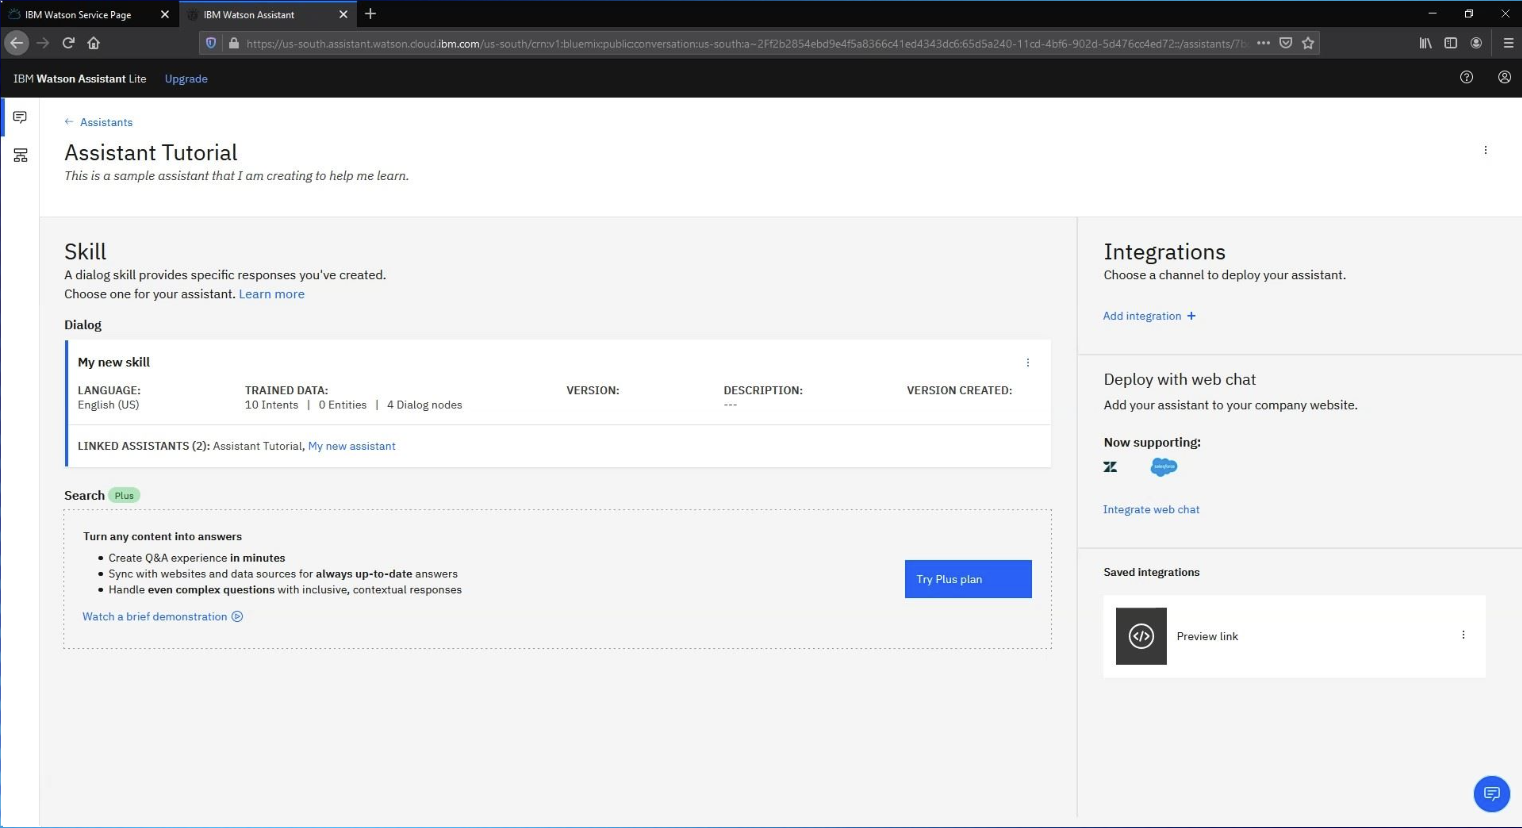 IBM Watson Service Page
IBM Watson Assistant
https://us-south.assistant.watson.cloud.ibm.com/us-south/crn:v1:bluemix:public:conversation:us-south:a~2Ff2b2854ebd9e4f5a8366c41ed4343dc6:65d5a240-11cd-4bf6-902d-5d476cc4ed72::/assistants/7b
IBM Watson Assistant Lite
Upgrade
← Assistants
Assistant Tutorial
This is a sample assistant that I am creating to help me learn.
Skill
A dialog skill provides specific responses you've created.
Choose one for your assistant. Learn more
Dialog
My new skill
LANGUAGE:
English (US)
TRAINED DATA:
10 Intents | 0 Entities | 4 Dialog nodes
VERSION:
DESCRIPTION:
---
VERSION CREATED:
LINKED ASSISTANTS (2): Assistant Tutorial, My new assistant
Search Plus
Turn any content into answers
• Create Q&A experience in minutes
• Sync with websites and data sources for always up-to-date answers
• Handle even complex questions with inclusive, contextual responses
Watch a brief demonstration
Try Plus plan
Integrations
Choose a channel to deploy your assistant.
Add integration +
Deploy with web chat
Add your assistant to your company website.
Now supporting:
salesforce
Integrate web chat
Saved integrations
</> Preview link